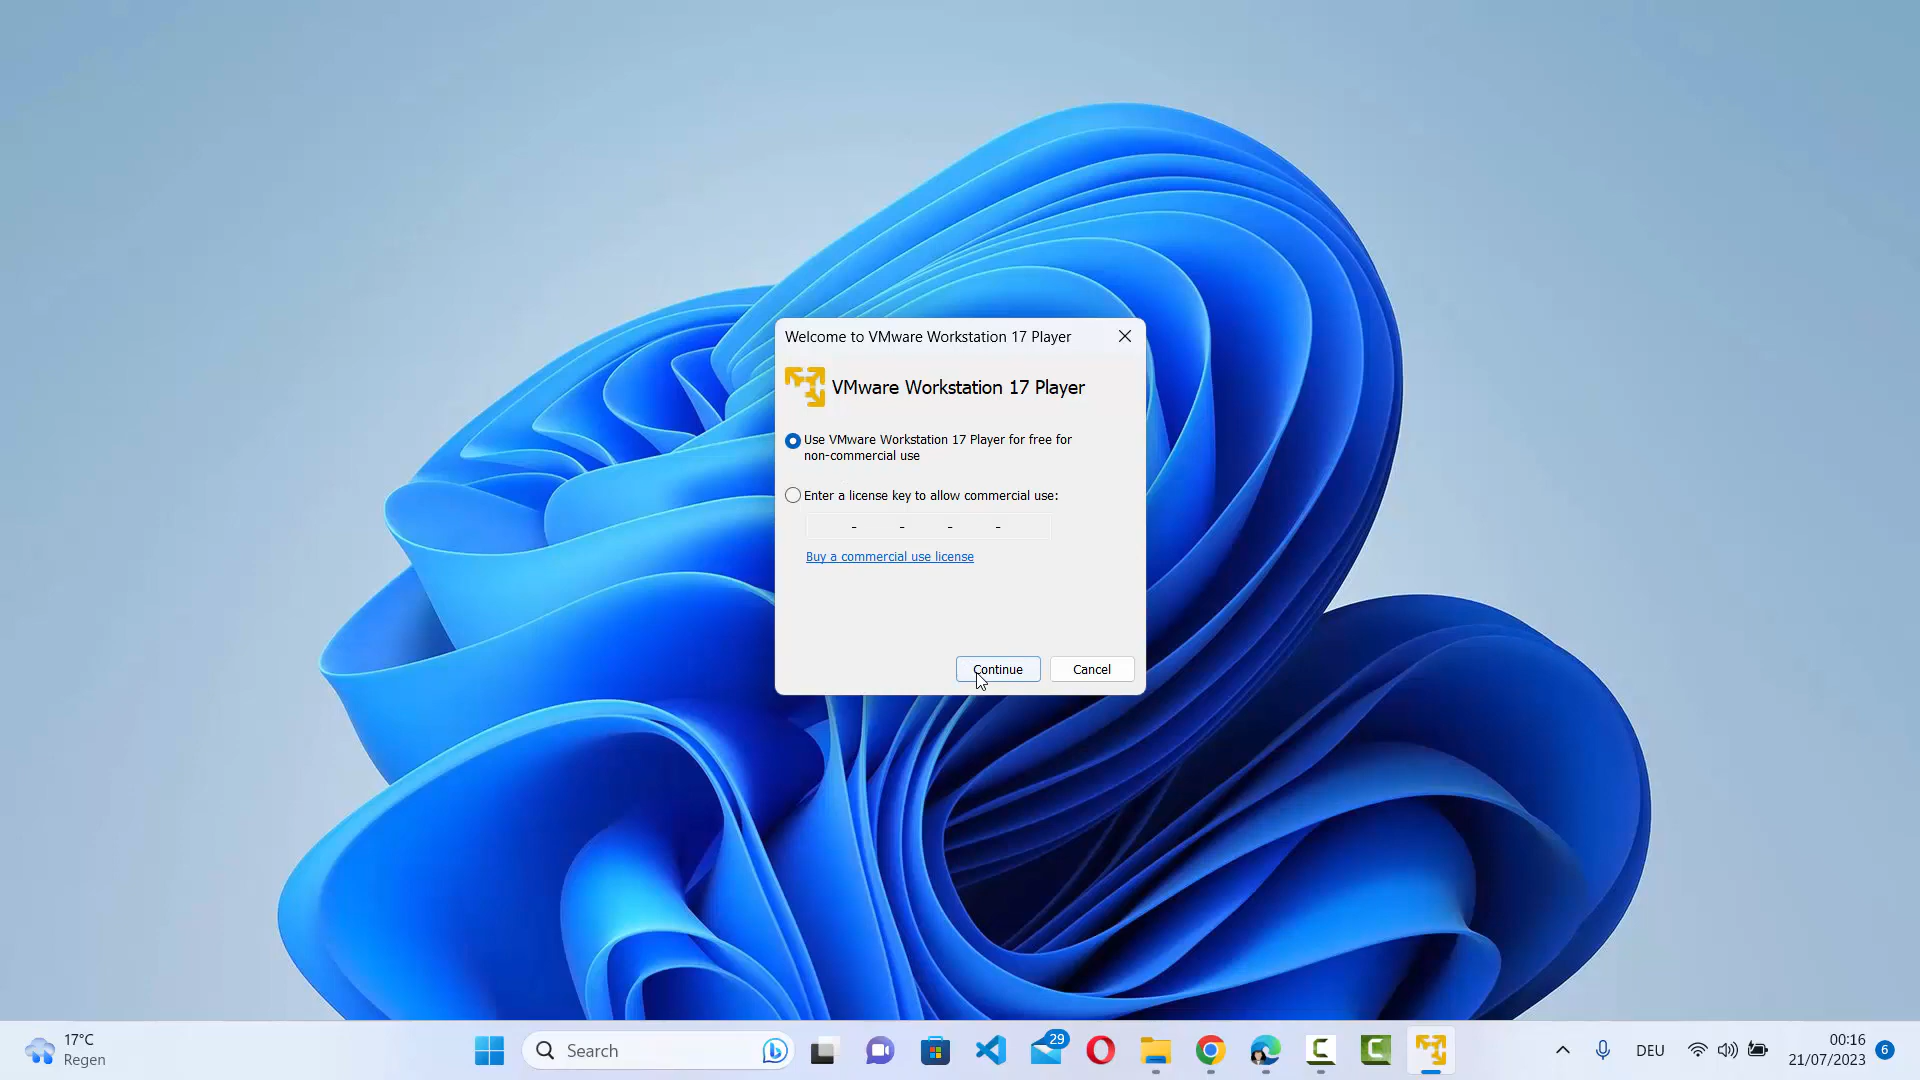 Welcome to VMware Workstation 17 Player
VMware Workstation 17 Player
Use VMware Workstation 17 Player for free for
non-commercial use
Enter a license key to allow commercial use:
- - - -
Buy a commercial use license
Continue
Cancel
17°C
Regen
Search
29
DEU
00:16
21/07/2023
6